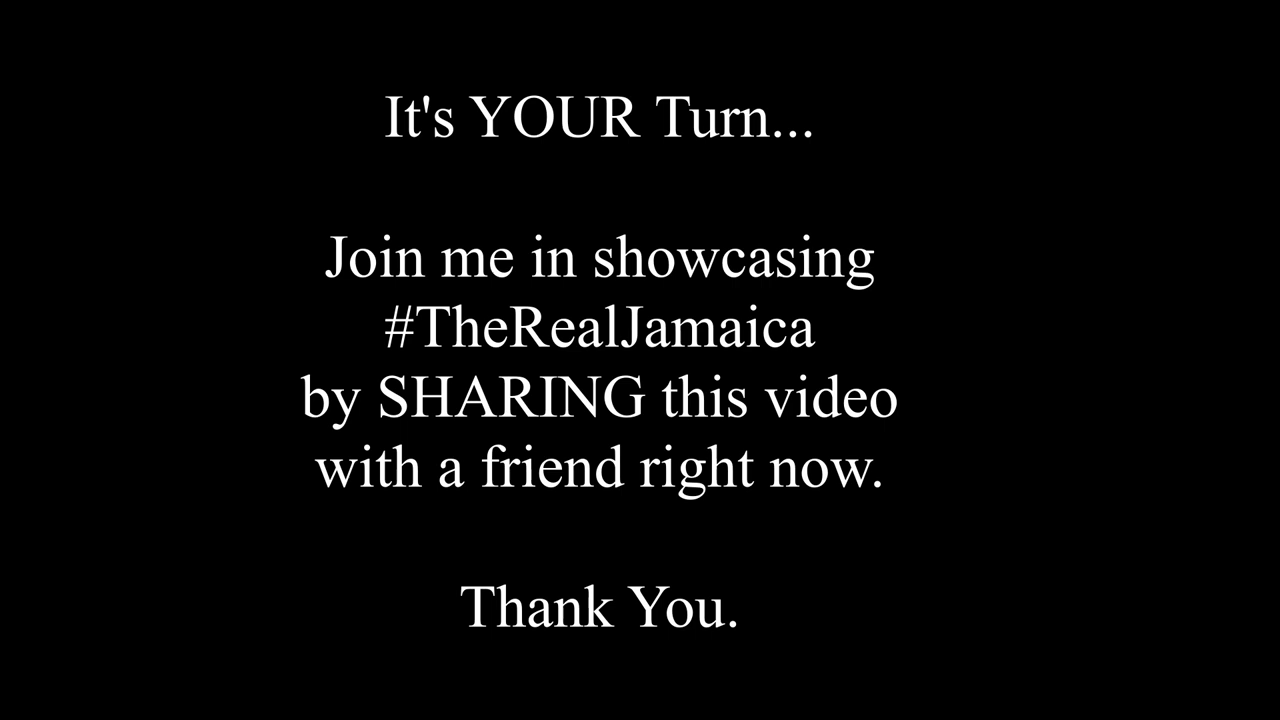 It's YOUR Turn...
Join me in showcasing
#TheRealJamaica
by SHARING this video
with a friend right now.
Thank You.